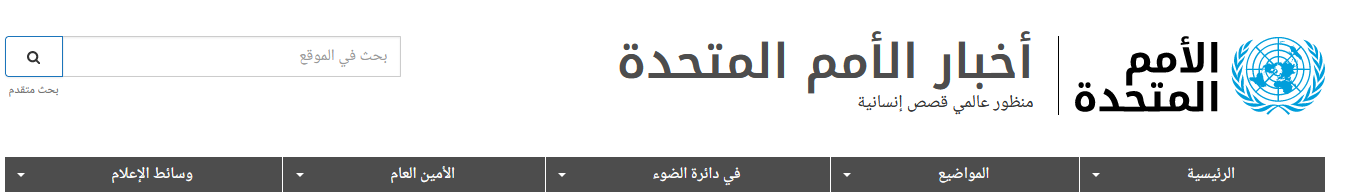 الأمم
المتحدة
أخبار الأمم المتحدة
منظور عالمي قصص إنسانية
بحث في الموقع
بحث متقدم
الرئيسية
المواضيع
في دائرة الضوء
الأمين العام
وسائط الإعلام